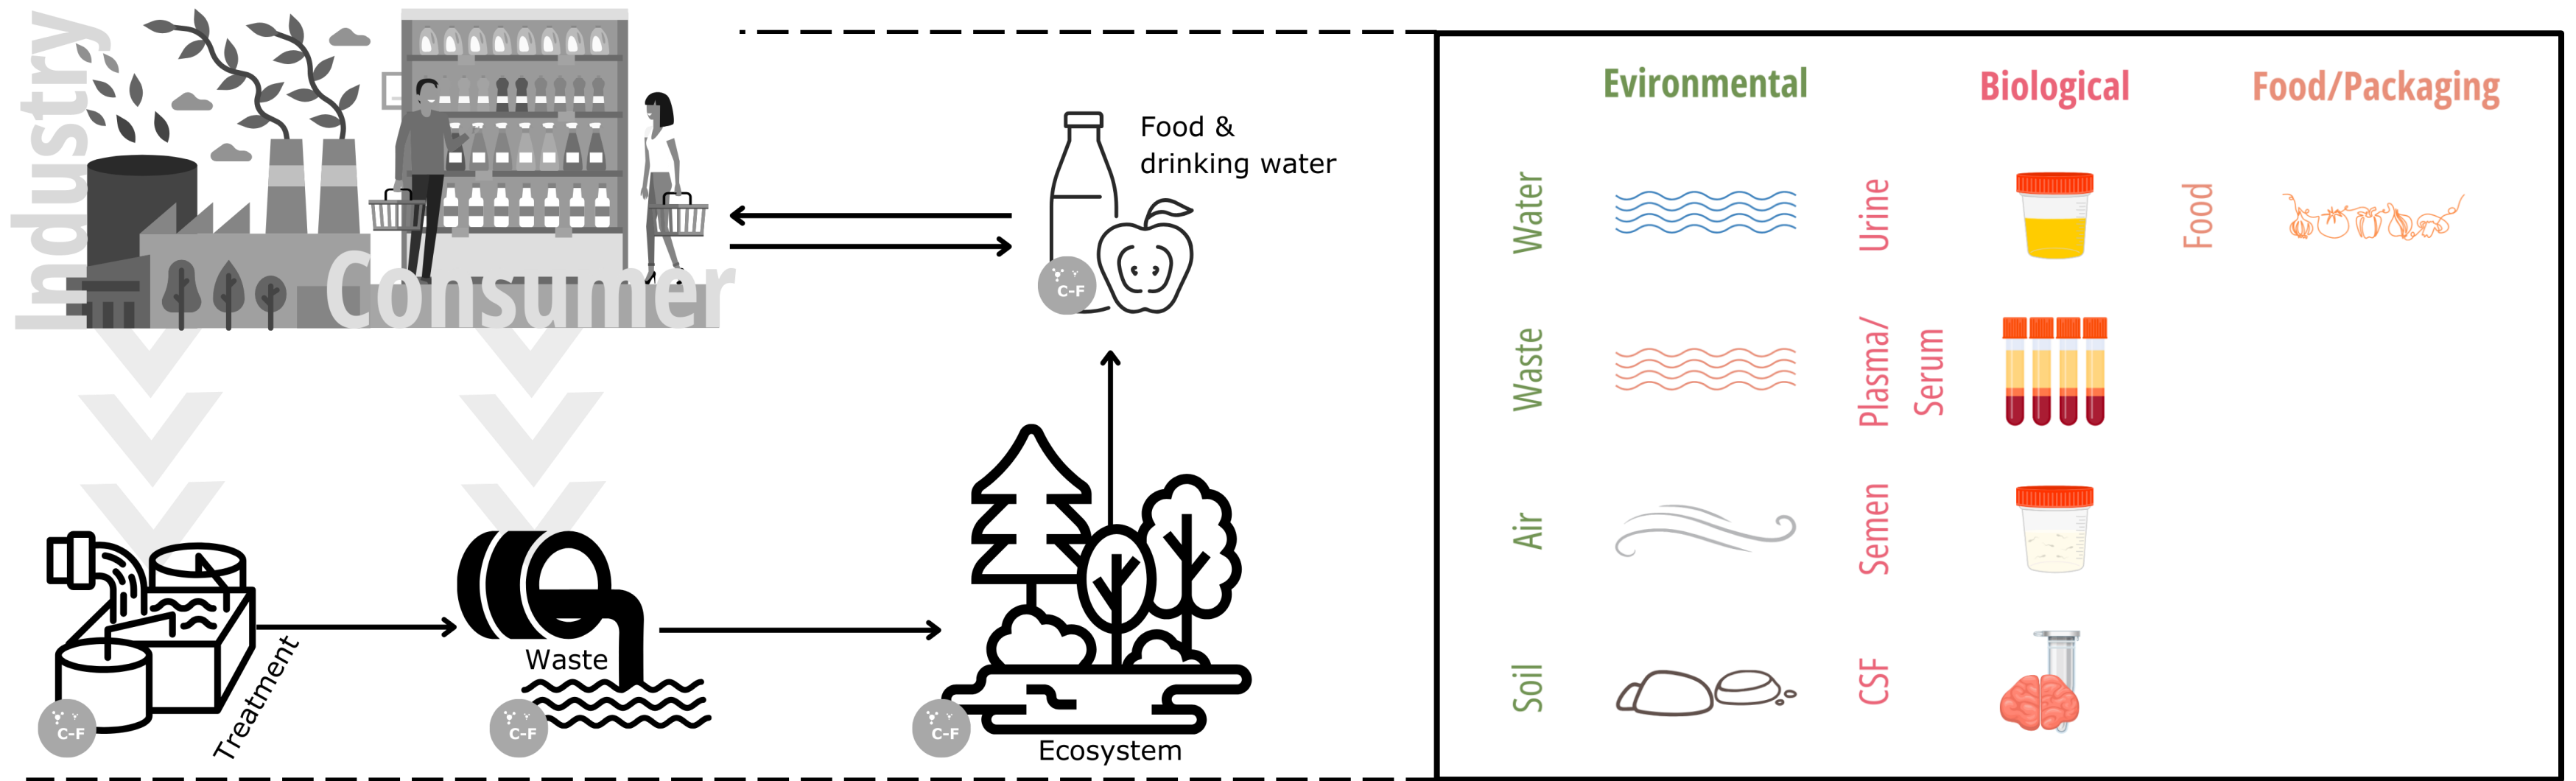 Industry
Consumer
Food &
drinking water
C-F
Treatment
C-F
Waste
C-F
Ecosystem
C-F
Evironmental
Biological
Food/Packaging
Water
Urine
Food
Waste
Plasma/
Serum
Air
Semen
Soil
CSF